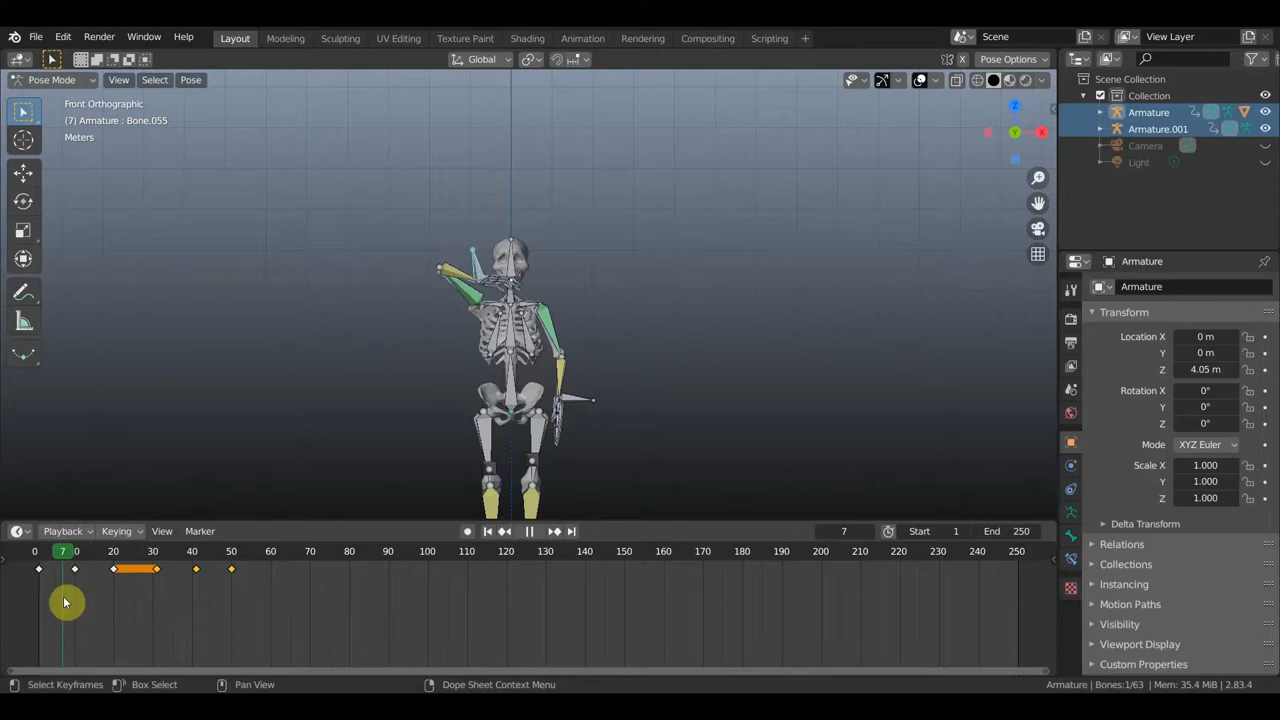 File Edit Render Window Help Layout Modeling Sculpting UV Editing Texture Paint Shading Animation Rendering Compositing Scripting + Scene View Layer
Global X Pose Options
Pose Mode View Select Pose Scene Collection
Collection
Front Orthographic
(7) Armature : Bone.055
Meters
Z
Y
X
Armature
Armature.001
Camera
Light
Armature
Armature
Transform
Location X 0 m
Y 0 m
Z 4.05 m
Rotation X 0°
Y 0°
Z 0°
Mode XYZ Euler
Scale X 1.000
Y 1.000
Z 1.000
Delta Transform
Relations
Collections
Instancing
Motion Paths
Visibility
Viewport Display
Custom Properties
Playback Keying View Marker 7 Start 1 End 250
0 7 10 20 30 40 50 60 70 80 90 100 110 120 130 140 150 160 170 180 190 200 210 220 230 240 250
Select Keyframes Box Select Pan View Dope Sheet Context Menu Armature | Bones:1/63 | Mem: 35.4 MiB | 2.83.4